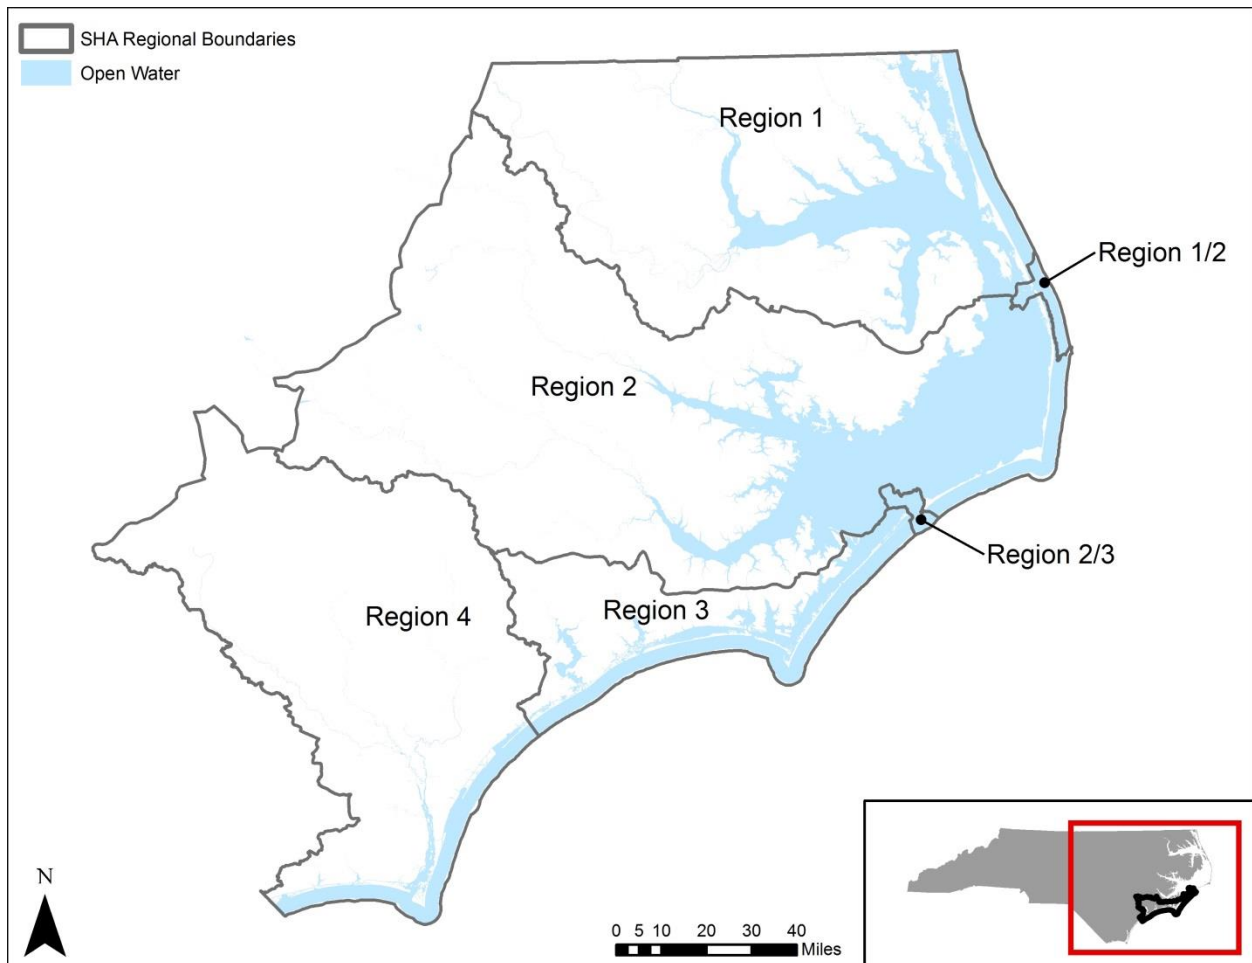 SHA Regional Boundaries
Open Water
Region 1
Region 1/2
Region 2
Region 2/3
Region 3
Region 4
N
0 5 10 20 30 40
Miles